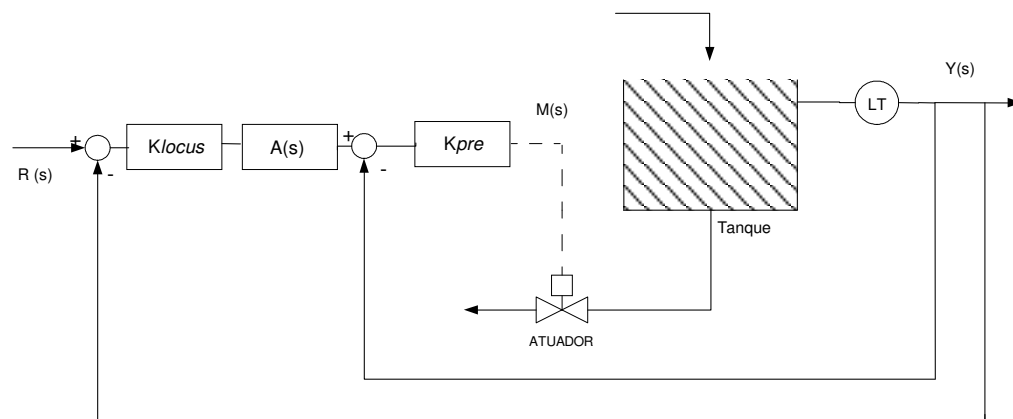 R (s)
+
-
Klocus
A(s)
+
-
Kpre
M(s)
ATUADOR
Tanque
LT
Y(s)